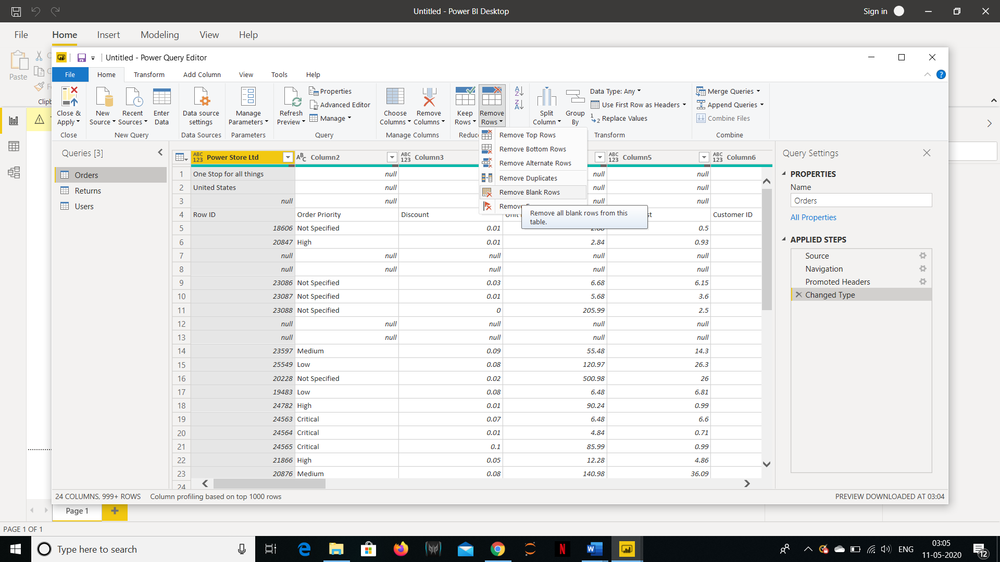 Untitled - Power BI Desktop
Sign in
File Home Insert Modeling View Help
Paste
Clipb
Untitled - Power Query Editor
File Home Transform Add Column View Tools Help
Close & Apply
New Source
Recent Sources
Enter Data
Data source settings
Manage Parameters
Refresh Preview
Properties
Advanced Editor
Manage
Choose Columns
Remove Columns
Keep Rows
Remove Rows
Split Column
Group By
Data Type: Any
Use First Row as Headers
Replace Values
Merge Queries
Append Queries
Combine Files
Close New Query Data Sources Parameters Query Manage Columns Reduc Transform Combine
Remove Top Rows
Remove Bottom Rows
Remove Alternate Rows
Remove Duplicates
Remove Blank Rows
Remove
Remove all blank rows from this
table.
Queries [3]
Orders
Returns
Users
ABC 123 Power Store Ltd ABC Column2 ABC 123 Column3 ABC 123 Column5 ABC 123 Column6
1 One Stop for all things null null null
2 United States null null null
3 null null null null
4 Row ID Order Priority Discount Customer ID
5 18606 Not Specified 0.01 0.5
6 20847 High 0.01 2.84 0.93
7 null null null null null
8 null null null null null
9 23086 Not Specified 0.03 6.68 6.15
10 23087 Not Specified 0.01 5.68 3.6
11 23088 Not Specified 0 205.99 2.5
12 null null null null null
13 null null null null null
14 23597 Medium 0.09 55.48 14.3
15 25549 Low 0.08 120.97 26.3
16 20228 Not Specified 0.02 500.98 26
17 19483 Low 0.08 6.48 6.81
18 24782 High 0.01 90.24 0.99
19 24563 Critical 0.07 6.48 6.6
20 24564 Critical 0.01 4.84 0.71
21 24565 Critical 0.1 85.99 0.99
22 21866 High 0.05 12.28 4.86
23 20876 Medium 0.08 140.98 36.09
24
Query Settings
PROPERTIES
Name
Orders
All Properties
APPLIED STEPS
Source
Navigation
Promoted Headers
Changed Type
24 COLUMNS, 999+ ROWS Column profiling based on top 1000 rows
PREVIEW DOWNLOADED AT 03:04
Page 1
PAGE 1 OF 1
Type here to search
ENG
03:05
11-05-2020
12